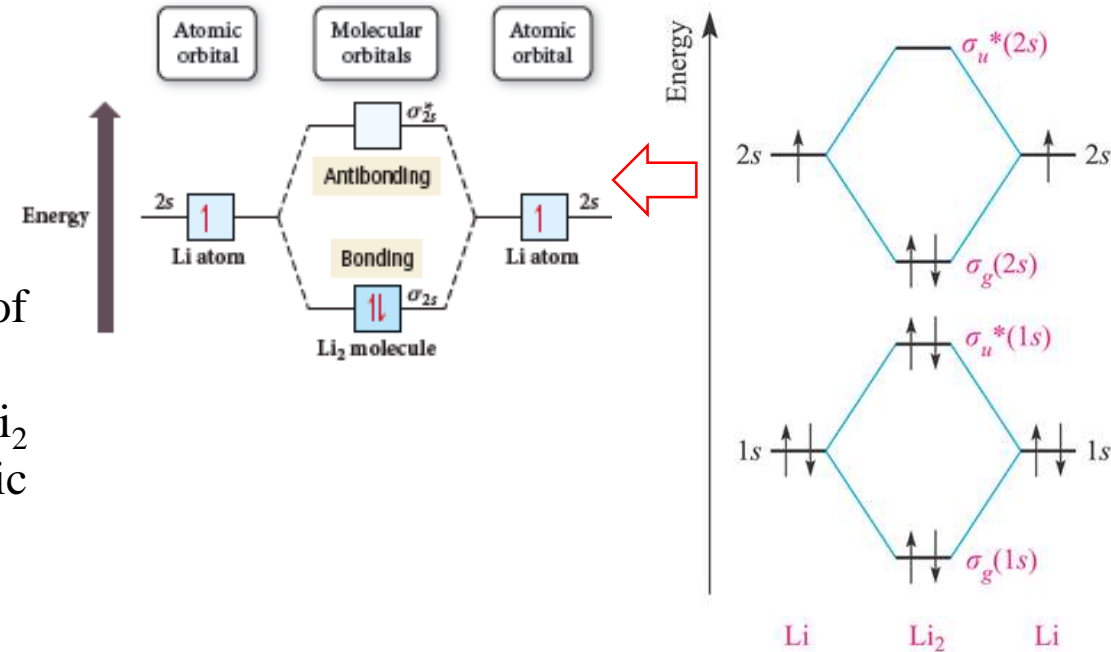 Atomic
orbital
Molecular
orbitals
Atomic
orbital
Energy
2s
Li atom
σ*2s
Antibonding
Bonding
σ2s
Li2 molecule
2s
Li atom
of
i2
ic
Energy
σu*(2s)
2s
2s
σg(2s)
σu*(1s)
1s
1s
σg(1s)
Li
Li2
Li